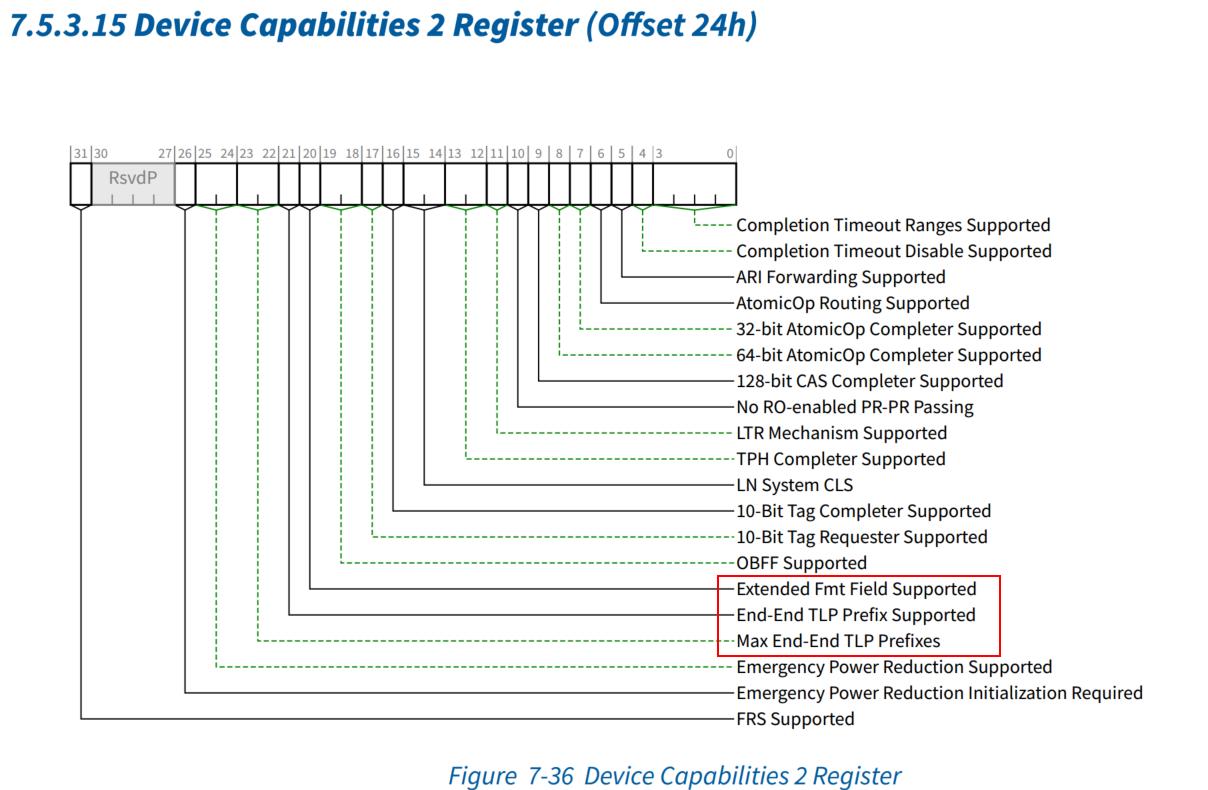 7.5.3.15 Device Capabilities 2 Register (Offset 24h)
31 30 27 26 25 24 23 22 21 20 19 18 17 16 15 14 13 12 11 10 9 8 7 6 5 4 3 0
RsvdP
Completion Timeout Ranges Supported
Completion Timeout Disable Supported
ARI Forwarding Supported
AtomicOp Routing Supported
32-bit AtomicOp Completer Supported
64-bit AtomicOp Completer Supported
128-bit CAS Completer Supported
No RO-enabled PR-PR Passing
LTR Mechanism Supported
TPH Completer Supported
LN System CLS
10-Bit Tag Completer Supported
10-Bit Tag Requester Supported
OBFF Supported
Extended Fmt Field Supported
End-End TLP Prefix Supported
Max End-End TLP Prefixes
Emergency Power Reduction Supported
Emergency Power Reduction Initialization Required
FRS Supported
Figure 7-36 Device Capabilities 2 Register